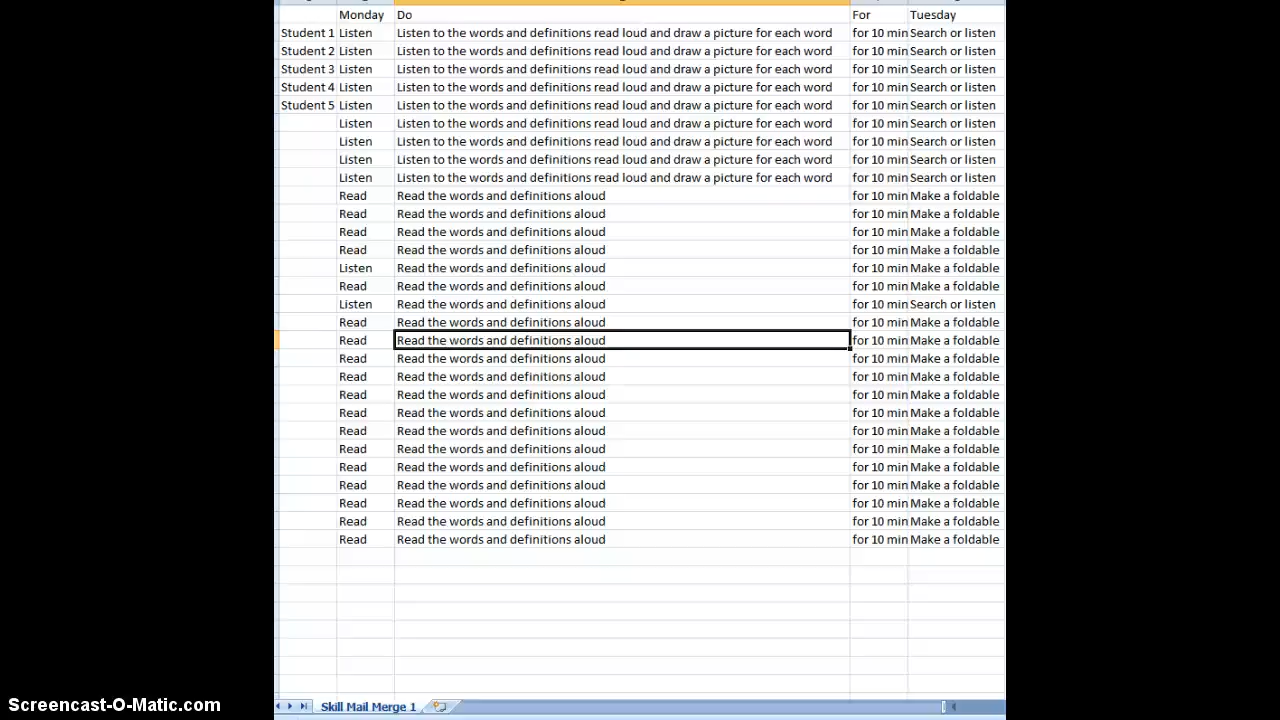 Monday Do For Tuesday
Student 1 Listen Listen to the words and definitions read loud and draw a picture for each word for 10 min Search or listen
Student 2 Listen Listen to the words and definitions read loud and draw a picture for each word for 10 min Search or listen
Student 3 Listen Listen to the words and definitions read loud and draw a picture for each word for 10 min Search or listen
Student 4 Listen Listen to the words and definitions read loud and draw a picture for each word for 10 min Search or listen
Student 5 Listen Listen to the words and definitions read loud and draw a picture for each word for 10 min Search or listen
Listen Listen to the words and definitions read loud and draw a picture for each word for 10 min Search or listen
Listen Listen to the words and definitions read loud and draw a picture for each word for 10 min Search or listen
Listen Listen to the words and definitions read loud and draw a picture for each word for 10 min Search or listen
Listen Listen to the words and definitions read loud and draw a picture for each word for 10 min Search or listen
Read Read the words and definitions aloud for 10 min Make a foldable
Read Read the words and definitions aloud for 10 min Make a foldable
Read Read the words and definitions aloud for 10 min Make a foldable
Read Read the words and definitions aloud for 10 min Make a foldable
Listen Read the words and definitions aloud for 10 min Make a foldable
Read Read the words and definitions aloud for 10 min Make a foldable
Listen Read the words and definitions aloud for 10 min Search or listen
Read Read the words and definitions aloud for 10 min Make a foldable
Read Read the words and definitions aloud for 10 min Make a foldable
Read Read the words and definitions aloud for 10 min Make a foldable
Read Read the words and definitions aloud for 10 min Make a foldable
Read Read the words and definitions aloud for 10 min Make a foldable
Read Read the words and definitions aloud for 10 min Make a foldable
Read Read the words and definitions aloud for 10 min Make a foldable
Read Read the words and definitions aloud for 10 min Make a foldable
Read Read the words and definitions aloud for 10 min Make a foldable
Read Read the words and definitions aloud for 10 min Make a foldable
Read Read the words and definitions aloud for 10 min Make a foldable
Read Read the words and definitions aloud for 10 min Make a foldable
Read Read the words and definitions aloud for 10 min Make a foldable
Skill Mail Merge 1
Screencast-O-Matic.com